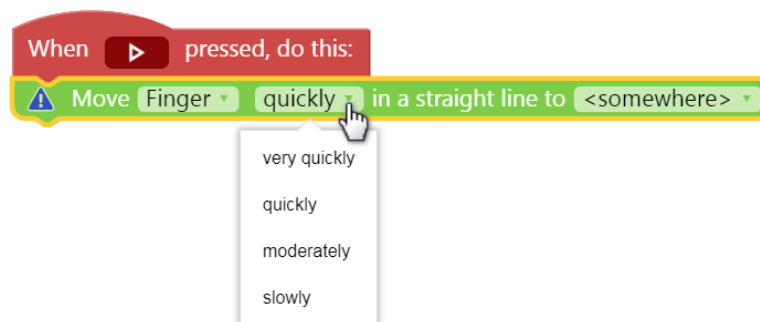 When pressed, do this:
Move Finger quickly in a straight line to <somewhere>
very quickly
quickly
moderately
slowly